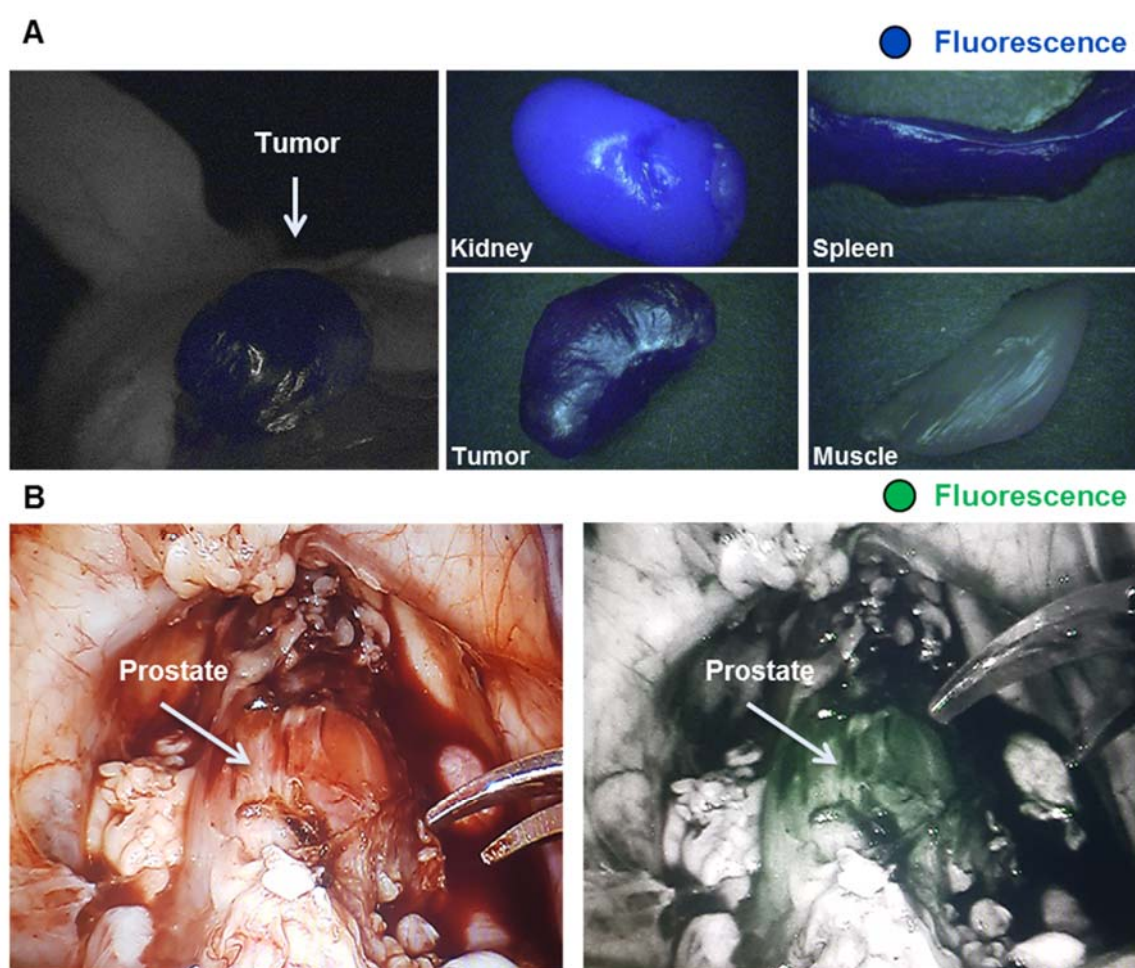 A
Fluorescence
Tumor
Kidney
Spleen
Tumor
Muscle
B
Fluorescence
Prostate
Prostate